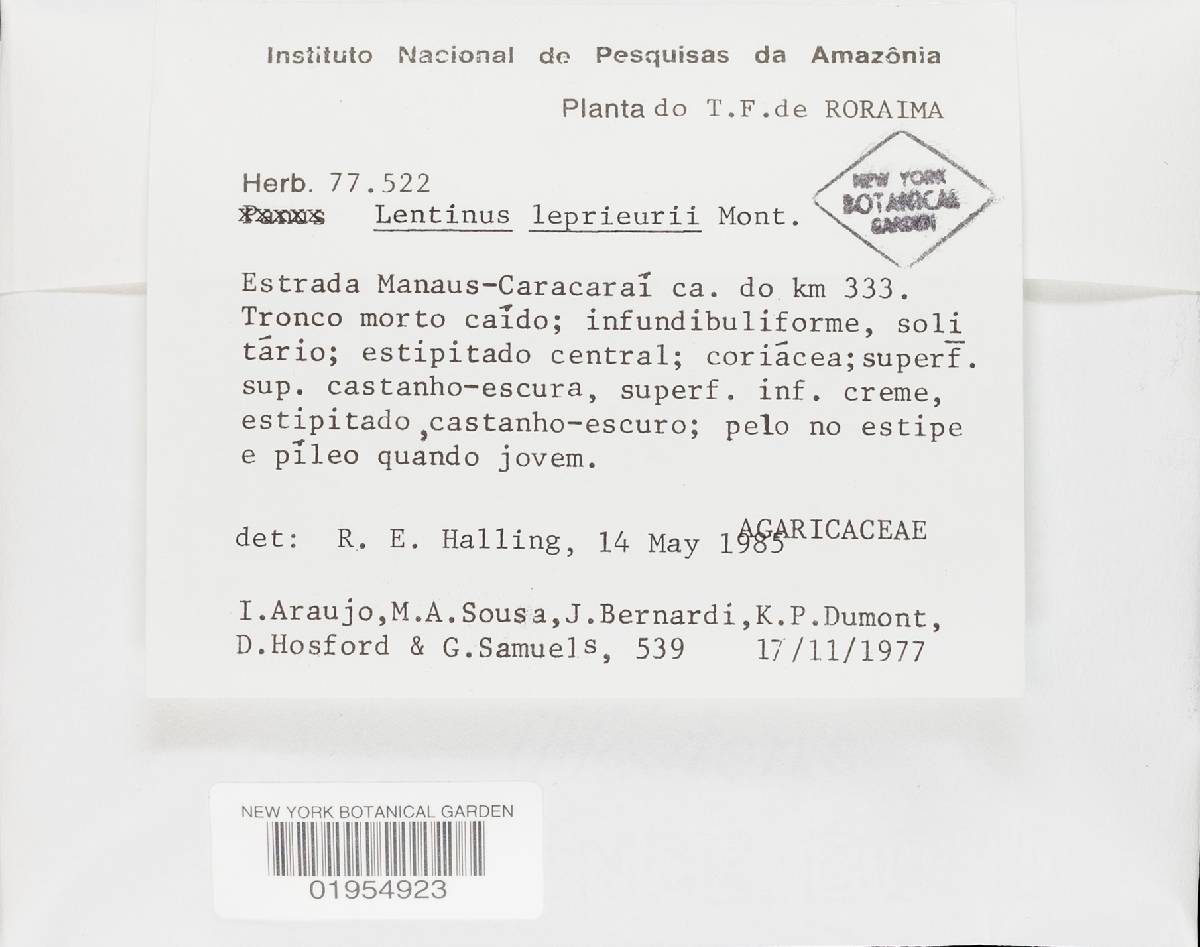 Instituto Nacional de Pesquisas da Amazônia
Planta do T.F.de RORAIMA
NEW YORK
BOTANICAL
GARDEN
Herb. 77.522
Panus Lentinus leprieurii Mont.
Estrada Manaus-Caracaraí ca. do km 333.
Tronco morto caído; infundibuliforme, soli
tário; estipitado central; coriácea;superf.
sup. castanho-escura, superf. inf. creme,
estipitado,castanho-escuro; pelo no estipe
e píleo quando jovem.
det: R. E. Halling, 14 May 1985
AGARICACEAE
I.Araujo,M.A.Sousa,J.Bernardi,K.P.Dumont,
D.Hosford & G.Samuels, 539 17/11/1977
NEW YORK BOTANICAL GARDEN
01954923